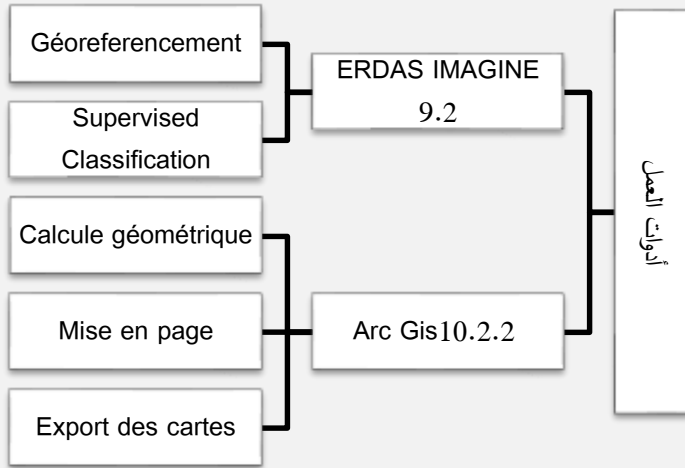 Géoreferencement
Supervised
Classification
Calcule géométrique
Mise en page
Export des cartes
ERDAS IMAGINE
9.2
Arc Gis10.2.2
أدوات العمل